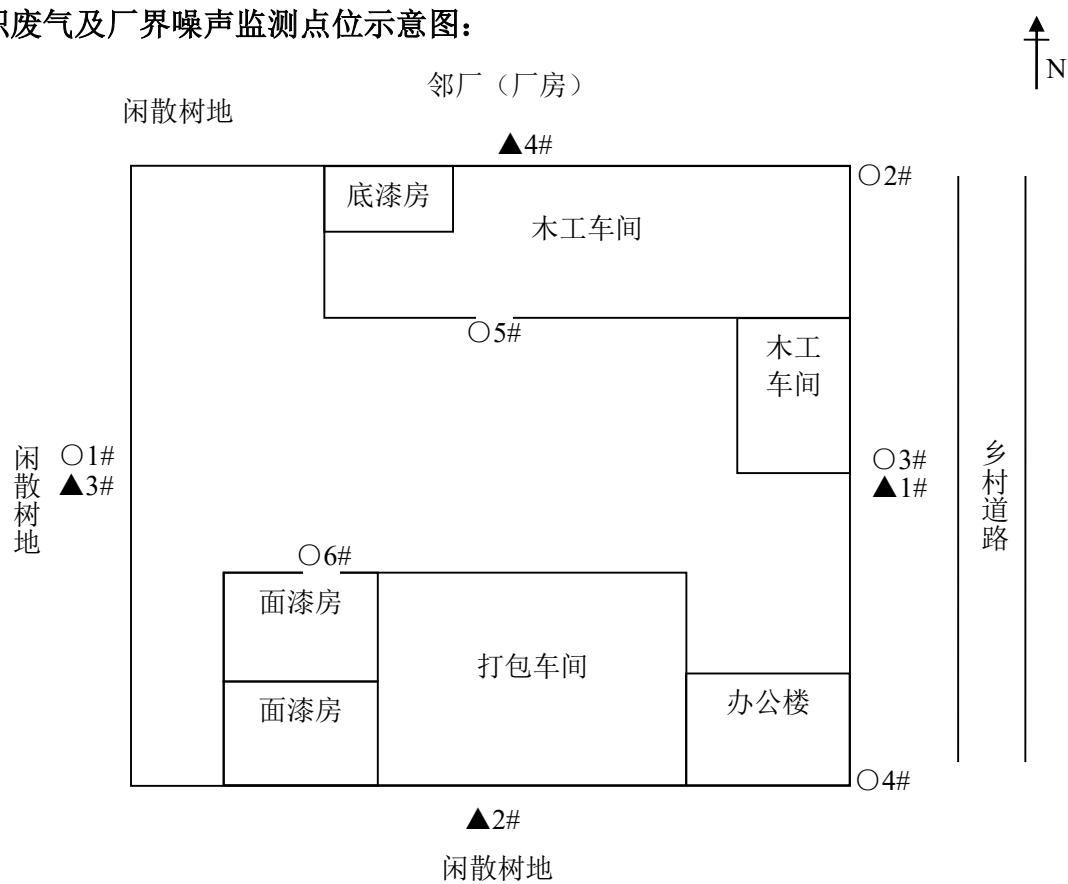 织废气及厂界噪声监测点位示意图：
N
邻厂（厂房）
闲散树地
▲4#
○2#
底漆房
木工车间
○5#
木工
车间
闲散树地
○1#
▲3#
○3#
▲1#
乡村道路
○6#
面漆房
打包车间
面漆房
办公楼
○4#
▲2#
闲散树地